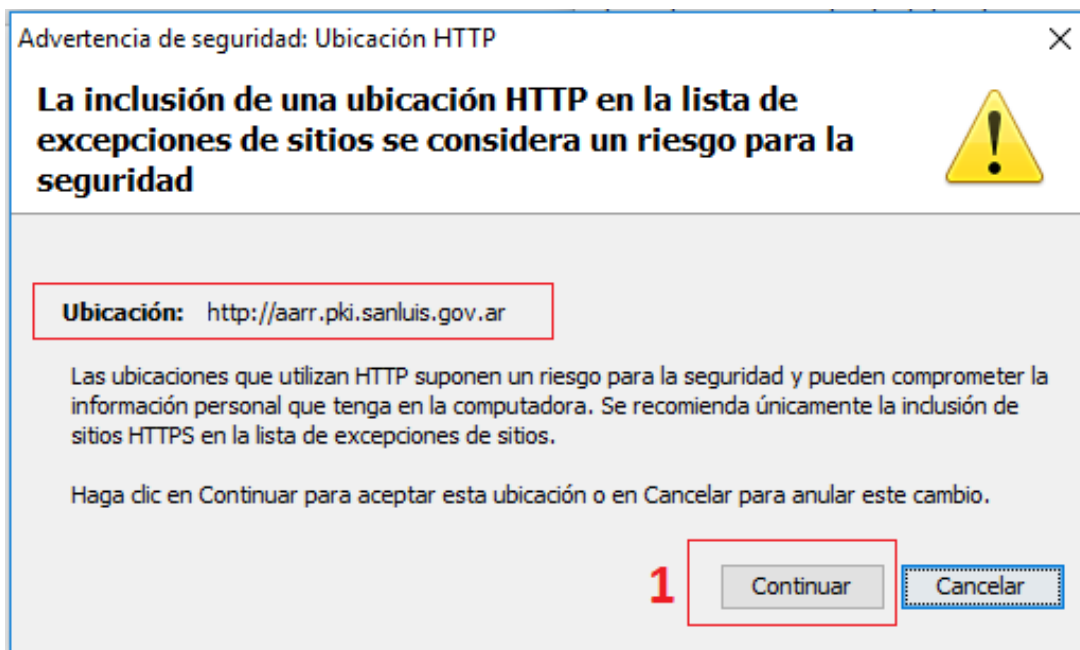 Advertencia de seguridad: Ubicación HTTP
La inclusión de una ubicación HTTP en la lista de
excepciones de sitios se considera un riesgo para la
seguridad
Ubicación: http://aarr.pki.sanluis.gov.ar
Las ubicaciones que utilizan HTTP suponen un riesgo para la seguridad y pueden comprometer la
información personal que tenga en la computadora. Se recomienda únicamente la inclusión de
sitios HTTPS en la lista de excepciones de sitios.
Haga clic en Continuar para aceptar esta ubicación o en Cancelar para anular este cambio.
1 Continuar Cancelar